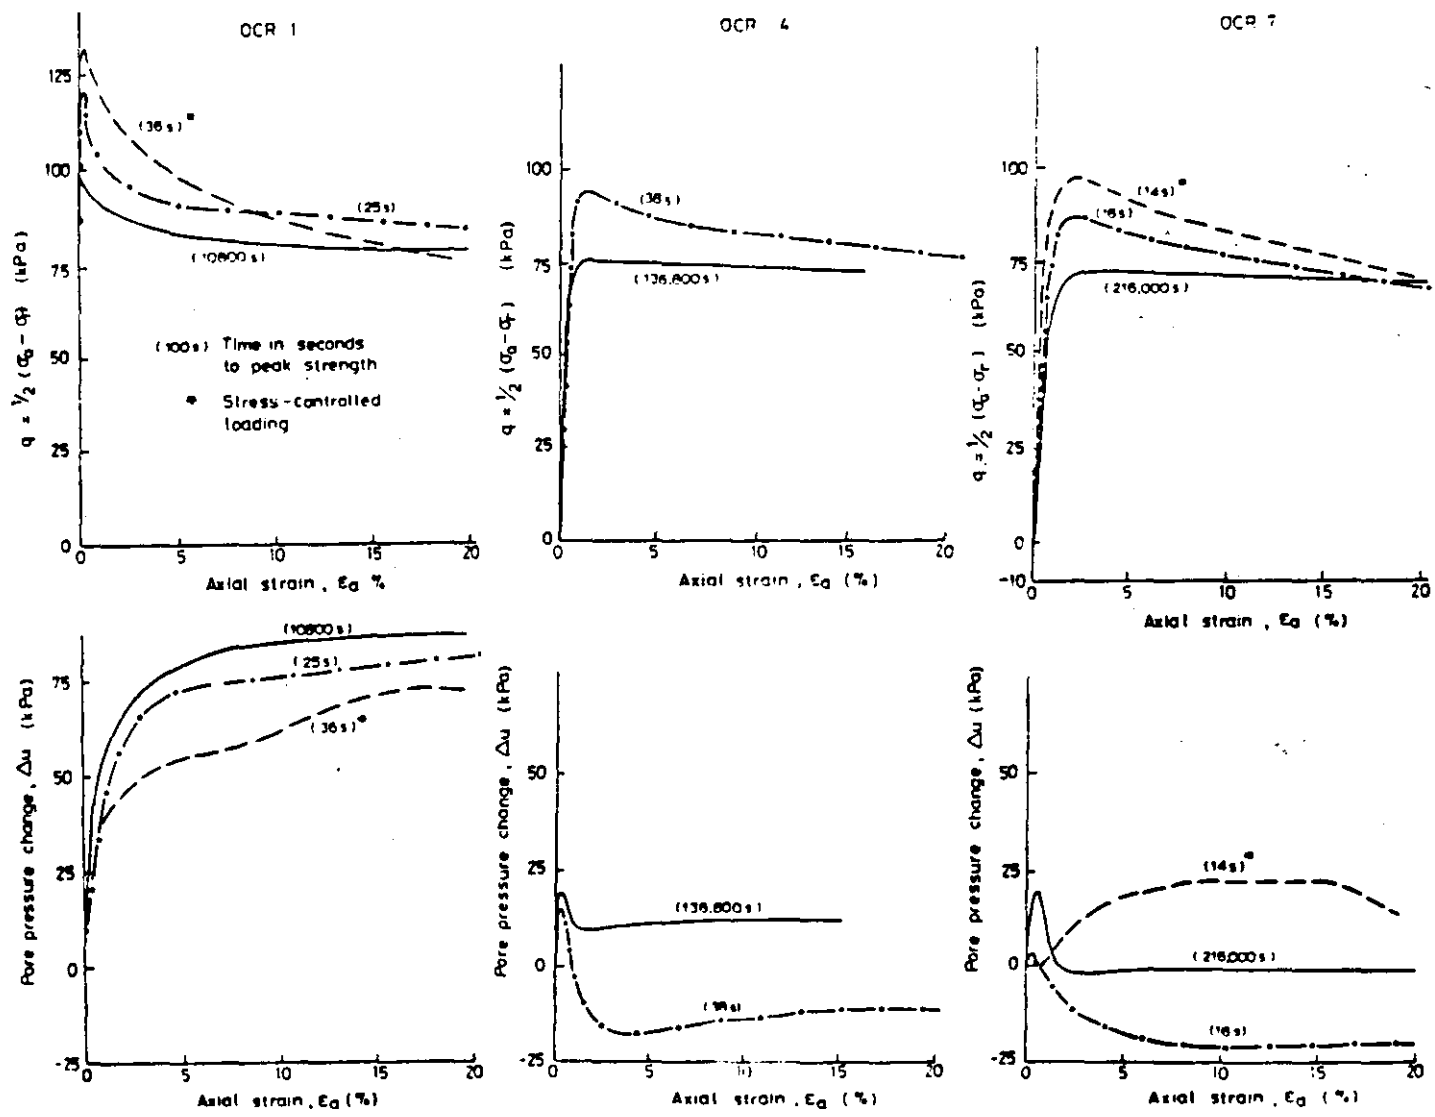 OCR 1
OCR 4
OCR 7
q = 1/2 (σa - σr) (kPa)
125
100
75
50
25
0
(36s)*
(25s)
(10800s)
(100s) Time in seconds
to peak strength
* Stress-controlled
loading
0 5 10 15 20
Axial strain, εa %
q = 1/2 (σa - σr) (kPa)
100
75
50
25
0
(36s)
(136,800s)
0 5 10 15 20
Axial strain, εa (%)
q = 1/2 (σa - σr) (kPa)
100
75
50
25
0
-10
(14s)*
(16s)
(216,000s)
0 5 10 15 20
Axial strain, εa (%)
Pore pressure change, Δu (kPa)
75
50
25
0
-25
(10800s)
(25s)
(36s)*
0 5 10 15 20
Axial strain, εa (%)
Pore pressure change, Δu (kPa)
50
25
0
-25
(136,800s)
0 5 10 15 20
Axial strain, εa (%)
Pore pressure change, Δu (kPa)
50
25
0
-25
(14s)*
(216,000s)
(16s)
0 5 10 15 20
Axial strain, εa (%)